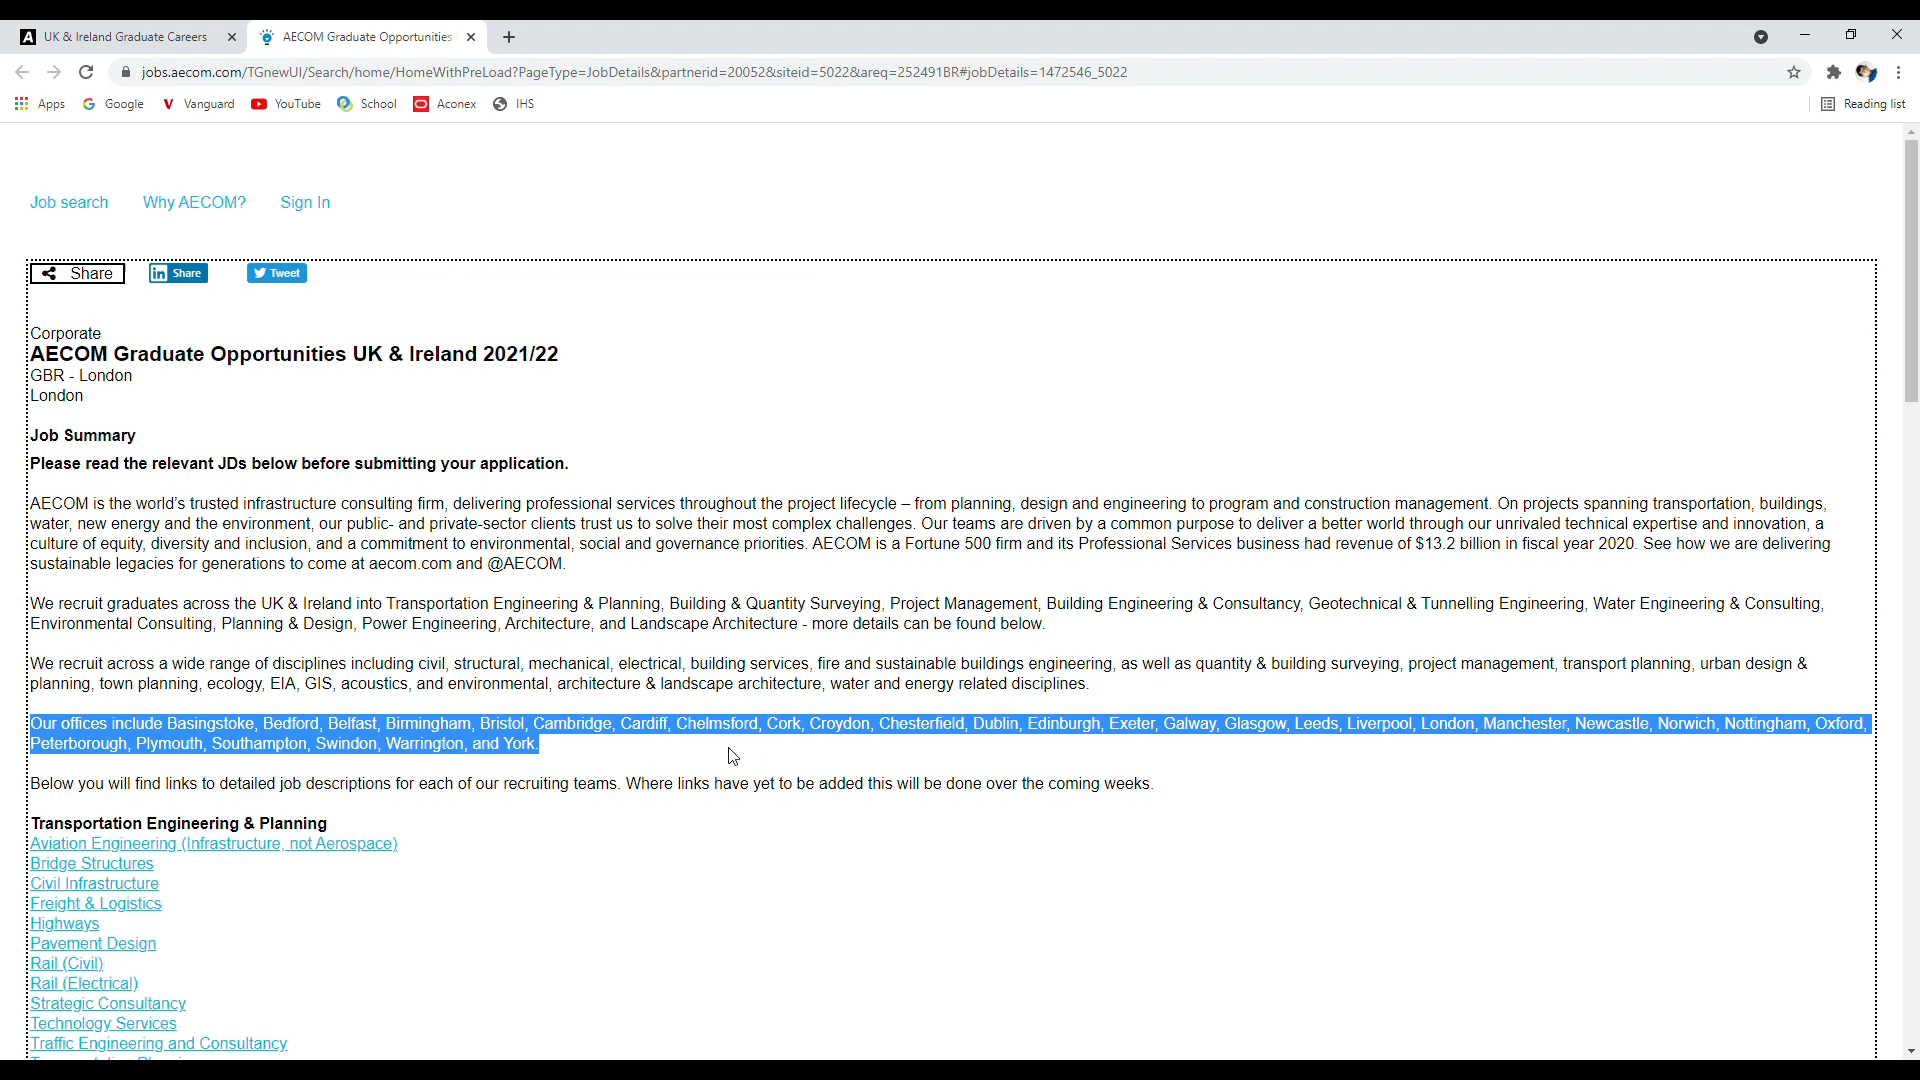 UK & Ireland Graduate Careers
AECOM Graduate Opportunities
jobs.aecom.com/TGnewUI/Search/home/HomeWithPreLoad?PageType=JobDetails&partnerid=20052&siteid=5022&areq=252491BR#jobDetails=1472546_5022
Apps Google Vanguard YouTube School Aconex IHS Reading list
Job search Why AECOM? Sign In
Share Share Tweet
Corporate
AECOM Graduate Opportunities UK & Ireland 2021/22
GBR - London
London
Job Summary
Please read the relevant JDs below before submitting your application.
AECOM is the world's trusted infrastructure consulting firm, delivering professional services throughout the project lifecycle – from planning, design and engineering to program and construction management. On projects spanning transportation, buildings,
water, new energy and the environment, our public- and private-sector clients trust us to solve their most complex challenges. Our teams are driven by a common purpose to deliver a better world through our unrivaled technical expertise and innovation, a
culture of equity, diversity and inclusion, and a commitment to environmental, social and governance priorities. AECOM is a Fortune 500 firm and its Professional Services business had revenue of $13.2 billion in fiscal year 2020. See how we are delivering
sustainable legacies for generations to come at aecom.com and @AECOM.
We recruit graduates across the UK & Ireland into Transportation Engineering & Planning, Building & Quantity Surveying, Project Management, Building Engineering & Consultancy, Geotechnical & Tunnelling Engineering, Water Engineering & Consulting,
Environmental Consulting, Planning & Design, Power Engineering, Architecture, and Landscape Architecture - more details can be found below.
We recruit across a wide range of disciplines including civil, structural, mechanical, electrical, building services, fire and sustainable buildings engineering, as well as quantity & building surveying, project management, transport planning, urban design &
planning, town planning, ecology, EIA, GIS, acoustics, and environmental, architecture & landscape architecture, water and energy related disciplines.
Our offices include Basingstoke, Bedford, Belfast, Birmingham, Bristol, Cambridge, Cardiff, Chelmsford, Cork, Croydon, Chesterfield, Dublin, Edinburgh, Exeter, Galway, Glasgow, Leeds, Liverpool, London, Manchester, Newcastle, Norwich, Nottingham, Oxford,
Peterborough, Plymouth, Southampton, Swindon, Warrington, and York.
Below you will find links to detailed job descriptions for each of our recruiting teams. Where links have yet to be added this will be done over the coming weeks.
Transportation Engineering & Planning
Aviation Engineering (Infrastructure, not Aerospace)
Bridge Structures
Civil Infrastructure
Freight & Logistics
Highways
Pavement Design
Rail (Civil)
Rail (Electrical)
Strategic Consultancy
Technology Services
Traffic Engineering and Consultancy